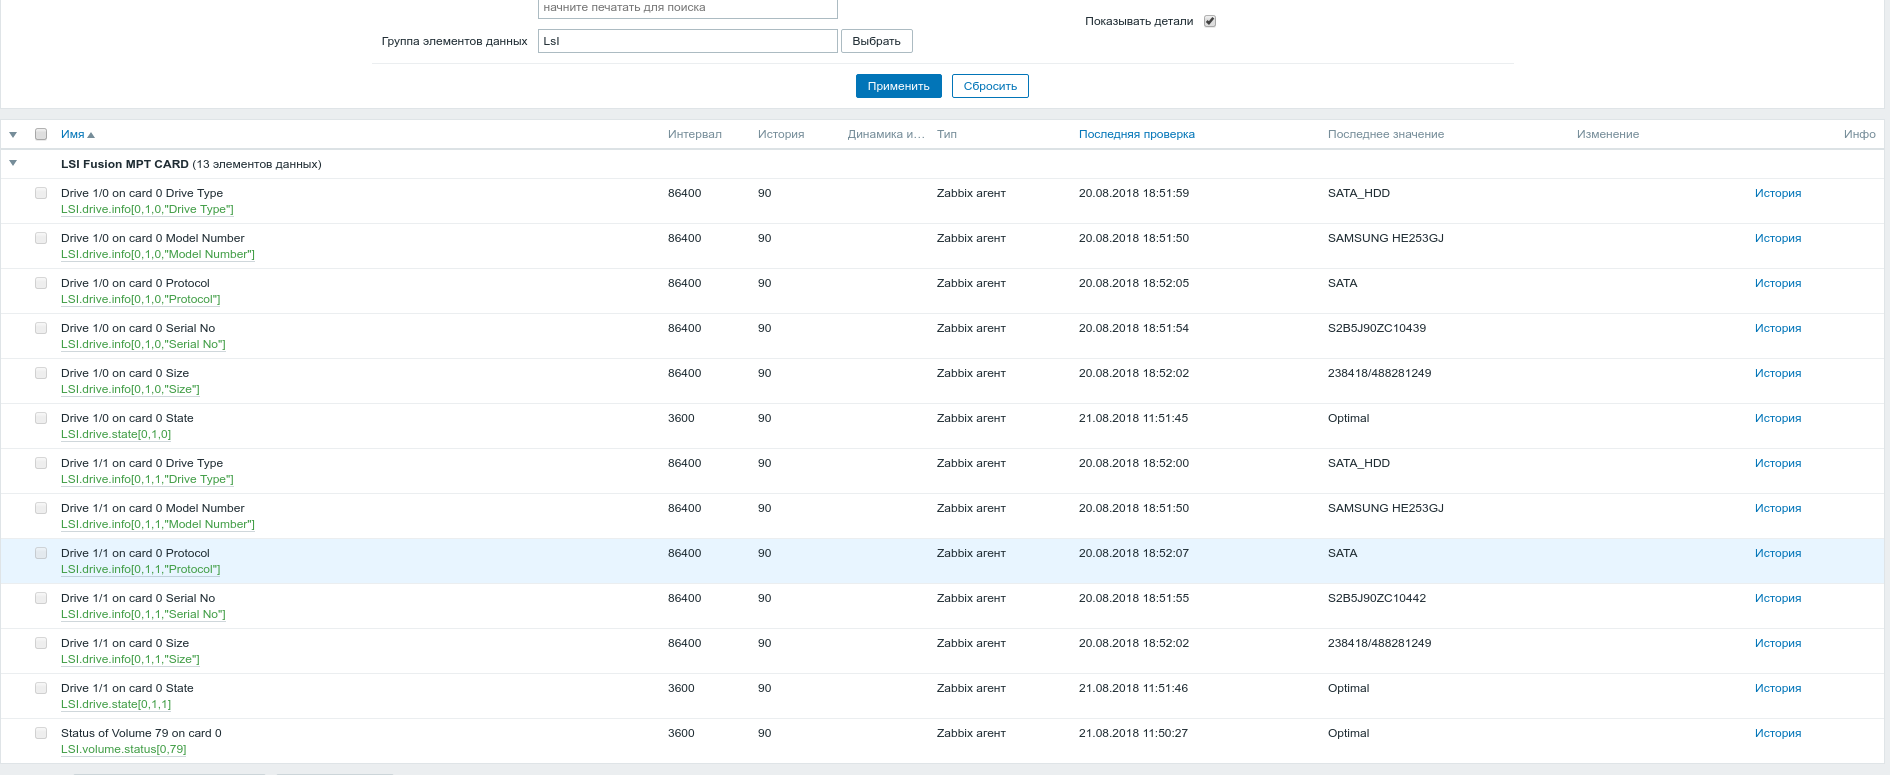 начните печатать для поиска
Показывать детали
Группа элементов данных Lsl Выбрать
Применить Сбросить
Имя Интервал История Динамика и... Тип Последняя проверка Последнее значение Изменение Инфо
LSI Fusion MPT CARD (13 элементов данных)
Drive 1/0 on card 0 Drive Type 86400 90 Zabbix агент 20.08.2018 18:51:59 SATA_HDD История
LSI.drive.info[0,1,0,"Drive Type"]
Drive 1/0 on card 0 Model Number 86400 90 Zabbix агент 20.08.2018 18:51:50 SAMSUNG HE253GJ История
LSI.drive.info[0,1,0,"Model Number"]
Drive 1/0 on card 0 Protocol 86400 90 Zabbix агент 20.08.2018 18:52:05 SATA История
LSI.drive.info[0,1,0,"Protocol"]
Drive 1/0 on card 0 Serial No 86400 90 Zabbix агент 20.08.2018 18:51:54 S2B5J90ZC10439 История
LSI.drive.info[0,1,0,"Serial No"]
Drive 1/0 on card 0 Size 86400 90 Zabbix агент 20.08.2018 18:52:02 238418/488281249 История
LSI.drive.info[0,1,0,"Size"]
Drive 1/0 on card 0 State 3600 90 Zabbix агент 21.08.2018 11:51:45 Optimal История
LSI.drive.state[0,1,0]
Drive 1/1 on card 0 Drive Type 86400 90 Zabbix агент 20.08.2018 18:52:00 SATA_HDD История
LSI.drive.info[0,1,1,"Drive Type"]
Drive 1/1 on card 0 Model Number 86400 90 Zabbix агент 20.08.2018 18:51:50 SAMSUNG HE253GJ История
LSI.drive.info[0,1,1,"Model Number"]
Drive 1/1 on card 0 Protocol 86400 90 Zabbix агент 20.08.2018 18:52:07 SATA История
LSI.drive.info[0,1,1,"Protocol"]
Drive 1/1 on card 0 Serial No 86400 90 Zabbix агент 20.08.2018 18:51:55 S2B5J90ZC10442 История
LSI.drive.info[0,1,1,"Serial No"]
Drive 1/1 on card 0 Size 86400 90 Zabbix агент 20.08.2018 18:52:02 238418/488281249 История
LSI.drive.info[0,1,1,"Size"]
Drive 1/1 on card 0 State 3600 90 Zabbix агент 21.08.2018 11:51:46 Optimal История
LSI.drive.state[0,1,1]
Status of Volume 79 on card 0 3600 90 Zabbix агент 21.08.2018 11:50:27 Optimal История
LSI.volume.status[0,79]